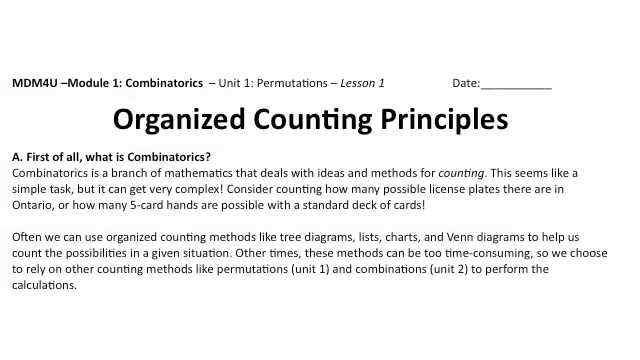 MDM4U –Module 1: Combinatorics – Unit 1: Permutations – Lesson 1 Date:___________
Organized Counting Principles
A. First of all, what is Combinatorics?
Combinatorics is a branch of mathematics that deals with ideas and methods for counting. This seems like a
simple task, but it can get very complex! Consider counting how many possible license plates there are in
Ontario, or how many 5-card hands are possible with a standard deck of cards!
Often we can use organized counting methods like tree diagrams, lists, charts, and Venn diagrams to help us
count the possibilities in a given situation. Other times, these methods can be too time-consuming, so we choose
to rely on other counting methods like permutations (unit 1) and combinations (unit 2) to perform the
calculations.